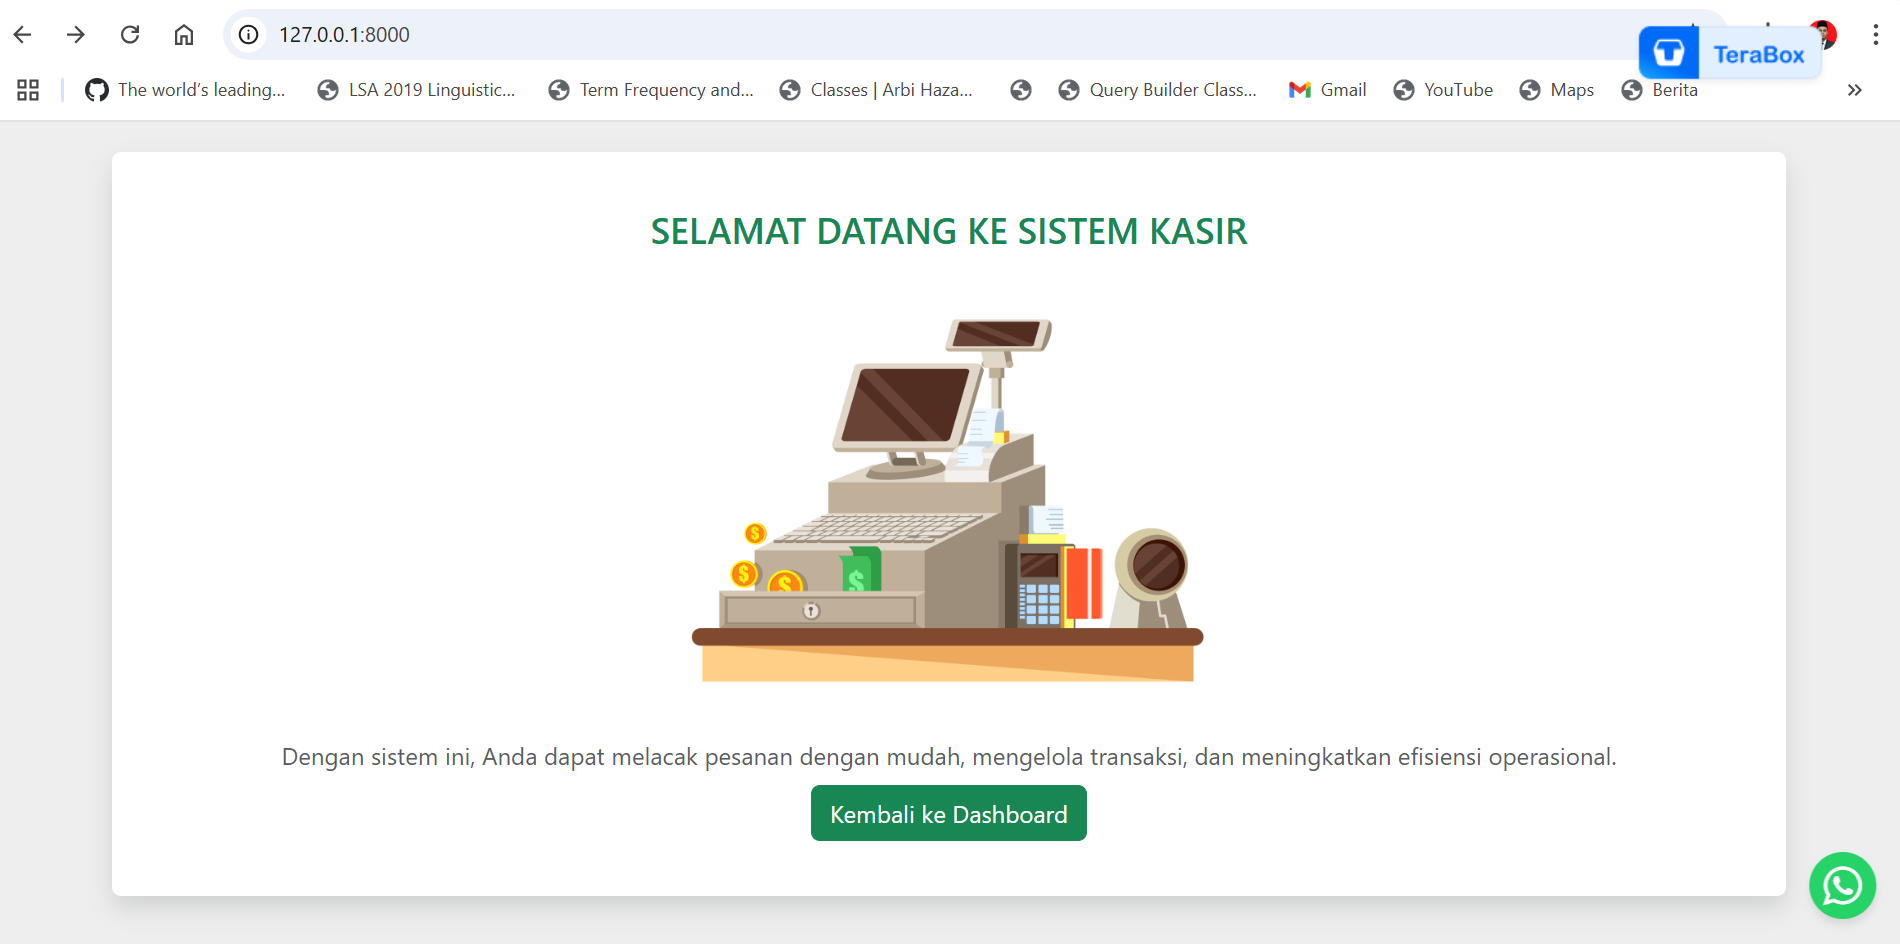 127.0.0.1:8000
TeraBox
The world's leading...
LSA 2019 Linguistic...
Term Frequency and...
Classes | Arbi Haza...
Query Builder Class...
Gmail
YouTube
Maps
Berita
SELAMAT DATANG KE SISTEM KASIR
$
$
$
$
Dengan sistem ini, Anda dapat melacak pesanan dengan mudah, mengelola transaksi, dan meningkatkan efisiensi operasional.
Kembali ke Dashboard